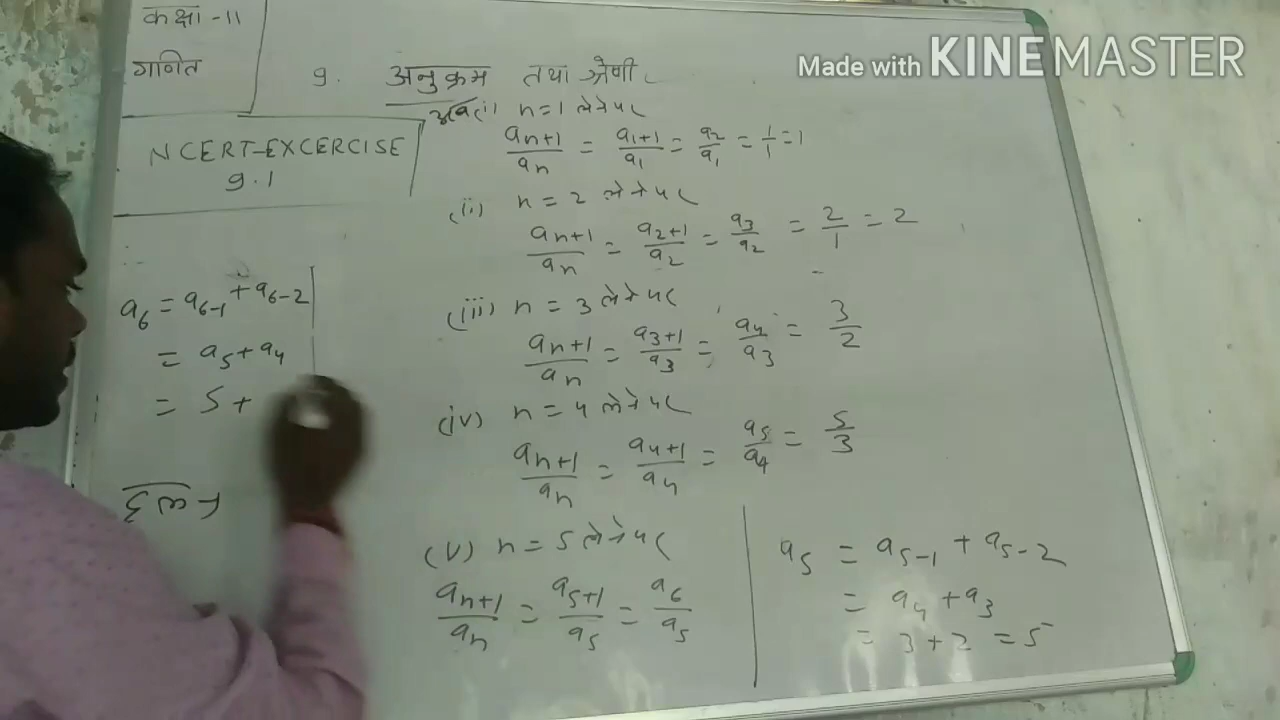 कक्षा -11
गणित
9. अनुक्रम तथा श्रेणी
NCERT-EXCERCISE
9.1
(i) n=1 लेने पर
an+1/an = a1+1/a1 = a2/a1 = 1/1 = 1
(ii) n = 2 लेने पर
an+1/an = a2+1/a2 = a3/a2 = 2/1 = 2
(iii) n = 3 लेने पर
an+1/an = a3+1/a3 = a4/a3 = 3/2
(iv) n = 4 लेने पर
an+1/an = a4+1/a4 = a5/a4 = 5/3
(V) n = 5 लेने पर
an+1/an = a5+1/a5 = a6/a5
a6 = a6-1 + a6-2
= a5 + a4
= 5 +
हल
a5 = a5-1 + a5-2
= a4 + a3
= 3 + 2 = 5
Made with KINEMASTER